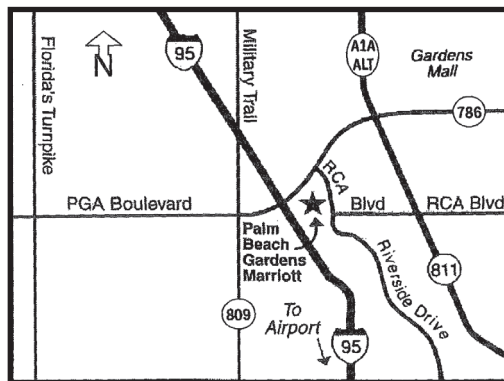 Florida's Turnpike
N
95
Military Trail
A1A
ALT
Gardens
Mall
786
RCA
PGA Boulevard
Blvd
RCA Blvd
Palm
Beach
Gardens
Marriott
Riverside Drive
811
809
To
Airport
95